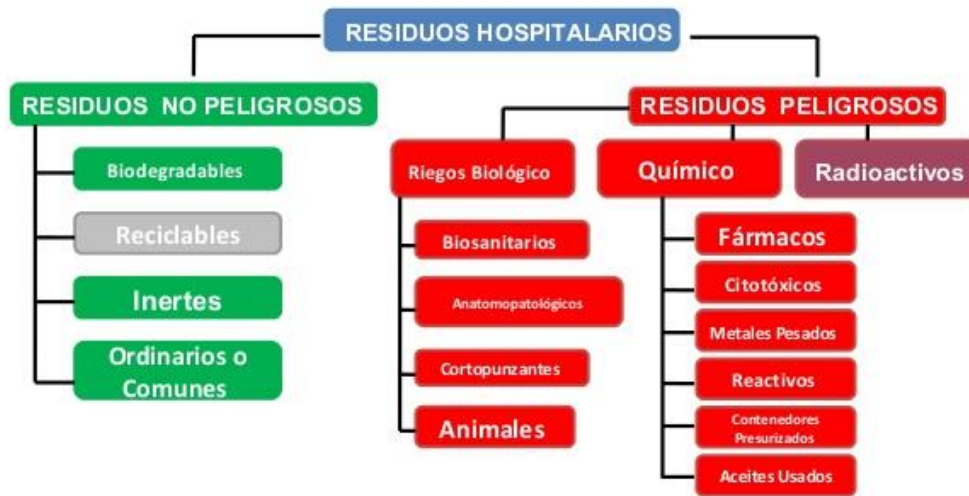 RESIDUOS HOSPITALARIOS
RESIDUOS NO PELIGROSOS
Biodegradables
Reciclables
Inertes
Ordinarios o
Comunes
RESIDUOS PELIGROSOS
Riegos Biológico
Biosanitarios
Anatomopatológicos
Cortopunzantes
Animales
Químico
Fármacos
Citotóxicos
Metales Pesados
Reactivos
Contenedores
Presurizados
Aceites Usados
Radioactivos